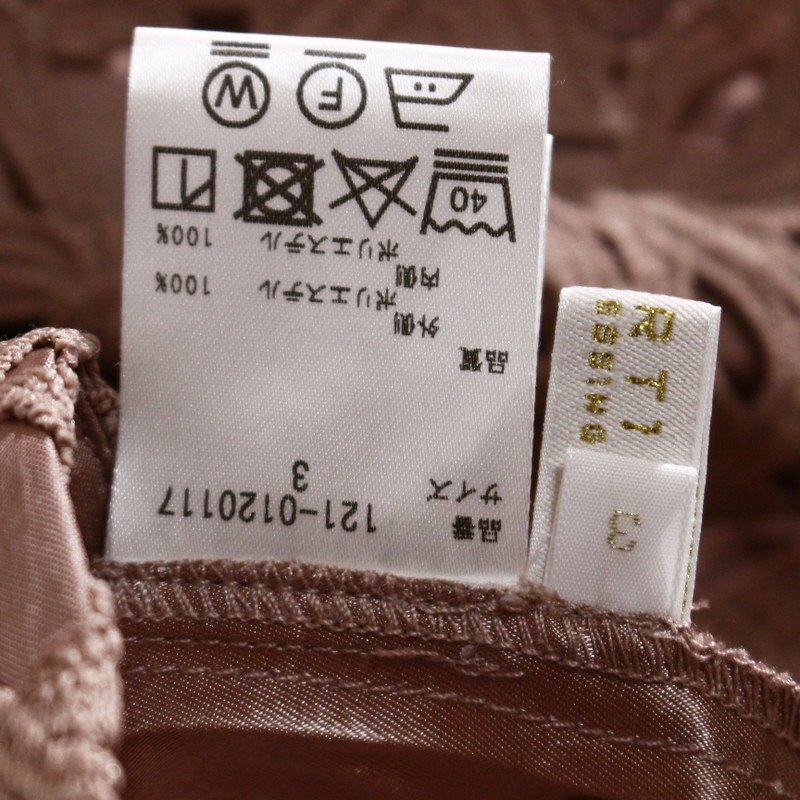 品番 121-0120117
サイズ 3
品質
外側
ポリエステル 100%
内側
ポリエステル 100%
40
F
W
3